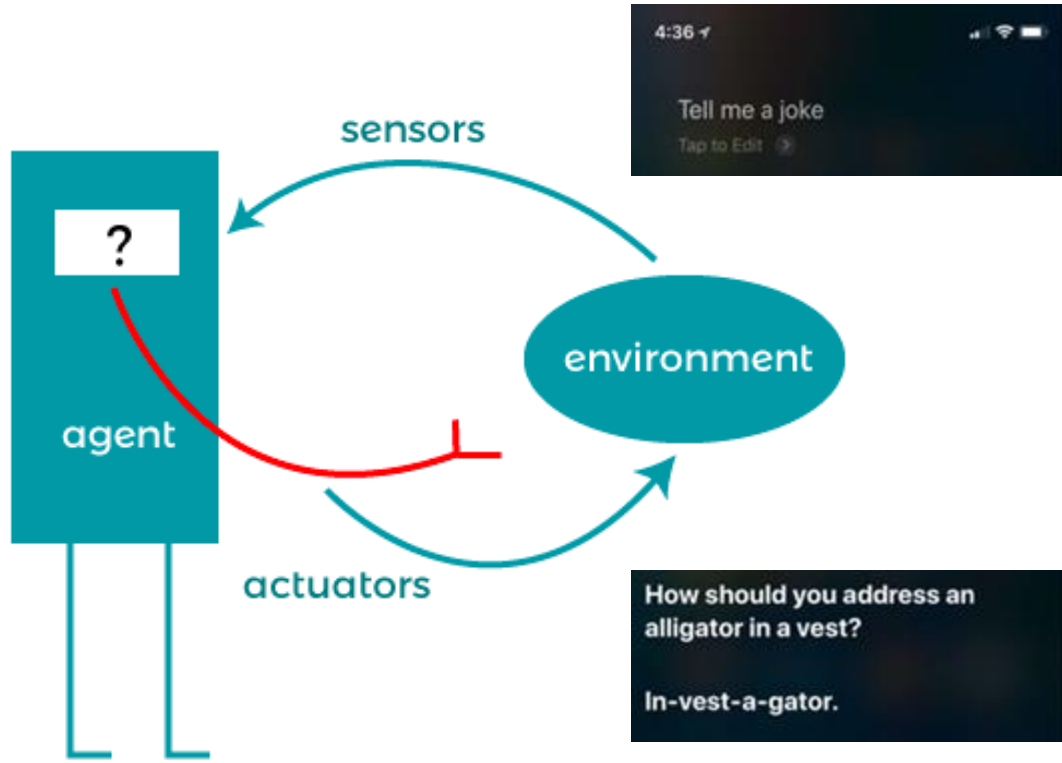 4:36
Tell me a joke
Tap to Edit
sensors
?
environment
agent
actuators
How should you address an
alligator in a vest?
In-vest-a-gator.